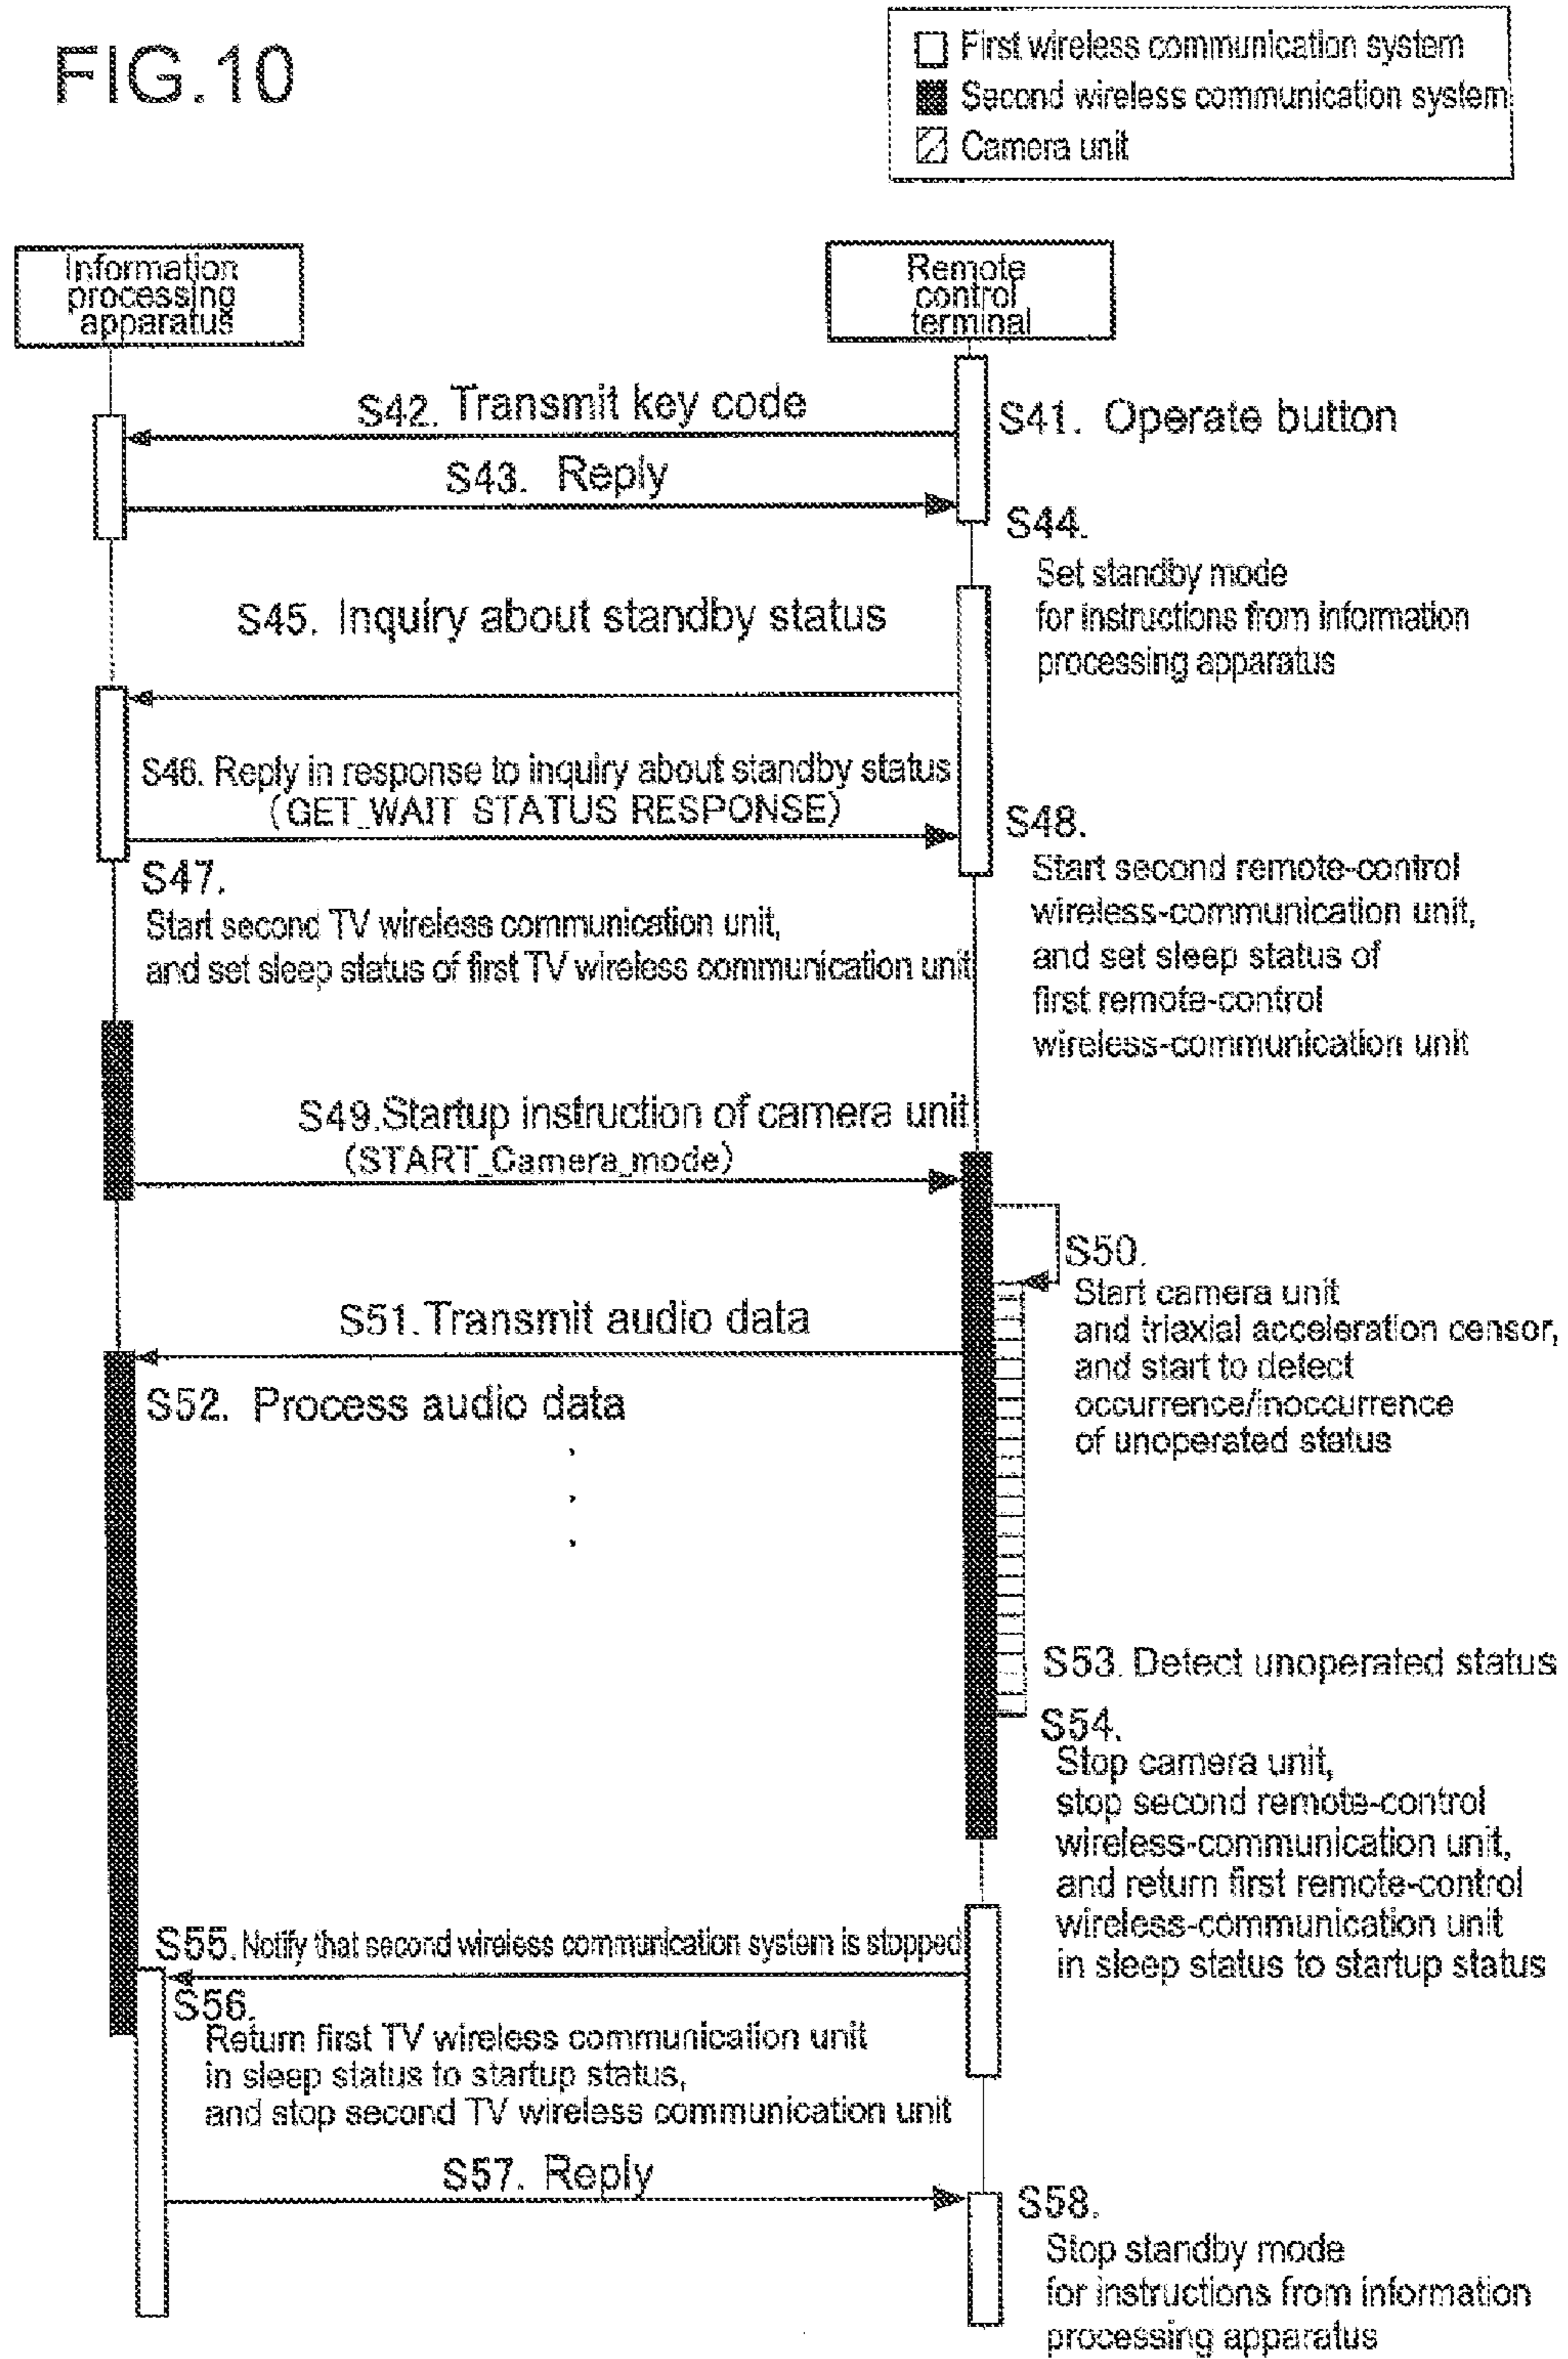 FIG.10
First wireless communication system
Second wireless communication system
Camera unit
Information
processing
apparatus
Remote
control
terminal
S42. Transmit key code
S41. Operate button
S43. Reply
S44.
Set standby mode
for instructions from information
processing apparatus
S45. Inquiry about standby status
S46. Reply in response to inquiry about standby status
(GET_WAIT STATUS RESPONSE)
S48.
Start second remote-control
wireless-communication unit,
and set sleep status of
first remote-control
wireless-communication unit
S47.
Start second TV wireless communication unit,
and set sleep status of first TV wireless communication unit
S49.Startup instruction of camera unit
(START_Camera_mode)
S50.
Start camera unit
and triaxial acceleration censor,
and start to detect
occurrence/inoccurrence
of unoperated status
S51.Transmit audio data
S52. Process audio data
S53. Detect unoperated status
S54.
Stop camera unit,
stop second remote-control
wireless-communication unit,
and return first remote-control
wireless-communication unit
in sleep status to startup status
S55.Notify that second wireless communication system is stopped
S56.
Return first TV wireless communication unit
in sleep status to startup status,
and stop second TV wireless communication unit
S57. Reply
S58.
Stop standby mode
for instructions from information
processing apparatus